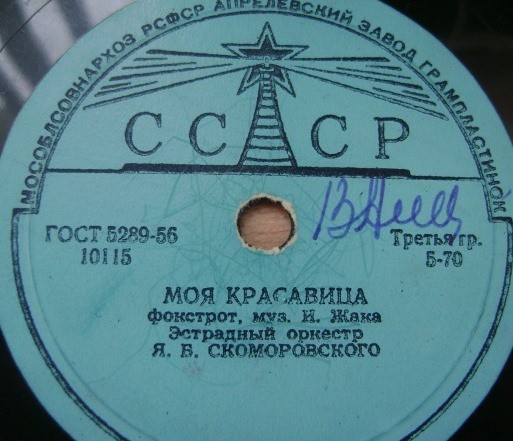 МОСОБЛСОВНАРХОЗ РСФСР АПРЕЛЕВСКИЙ ЗАВОД ГРАМПЛАСТИНОК
СССР
ГОСТ 5289-56
10115
Третья гр.
5-70
МОЯ КРАСАВИЦА
фокстрот, муз. И. Жака
Эстрадный оркестр
Я. Б. СКОМОРОВСКОГО